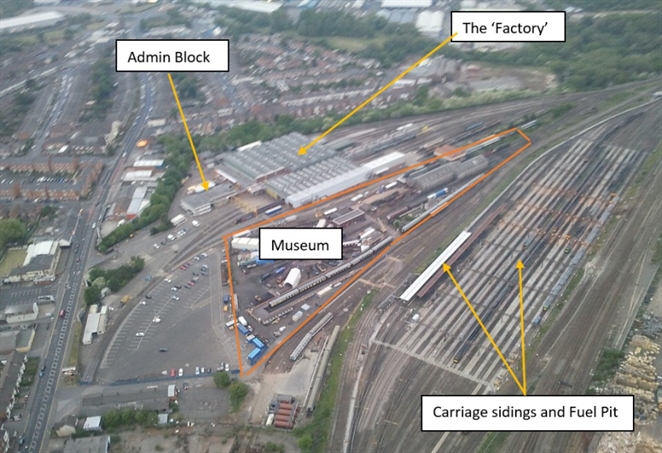 The 'Factory'
Admin Block
Museum
Carriage sidings and Fuel Pit